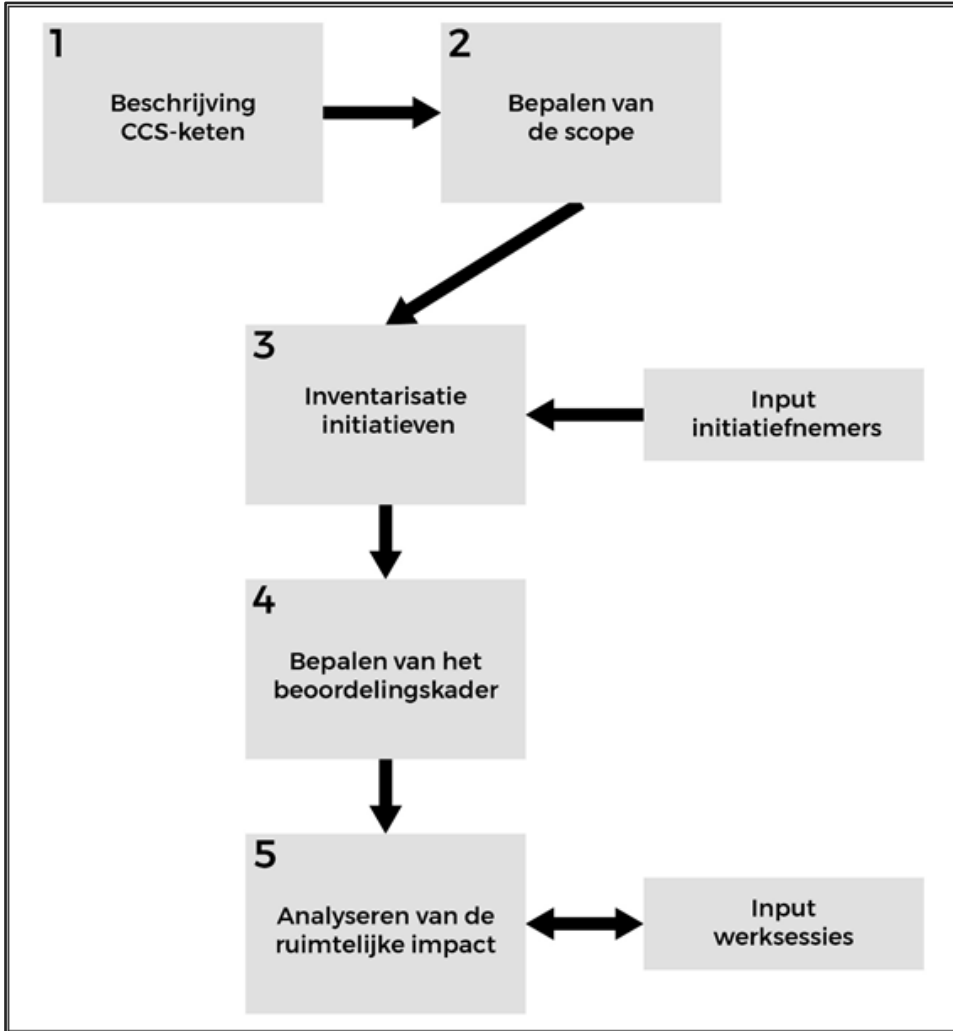 1
Beschrijving
CCS-keten
2
Bepalen van
de scope
3
Inventarisatie
initiatieven
Input
initiatiefnemers
4
Bepalen van het
beoordelingskader
5
Analyseren van de
ruimtelijke impact
Input
werksessies